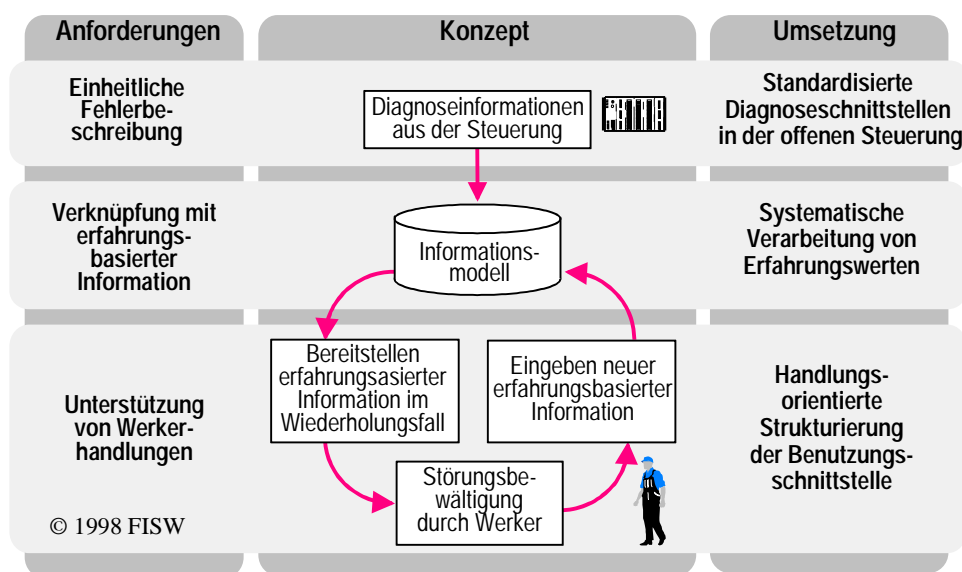 Anforderungen
Konzept
Umsetzung
Einheitliche
Fehlerbe-
schreibung
Diagnoseinformationen
aus der Steuerung
Standardisierte
Diagnoseschnittstellen
in der offenen Steuerung
Verknüpfung mit
erfahrungs-
basierter
Information
Informations-
modell
Systematische
Verarbeitung von
Erfahrungswerten
Unterstützung
von Werker-
handlungen
Bereitstellen
erfahrungsasierter
Information im
Wiederholungsfall
Eingeben neuer
erfahrungsbasierter
Information
Störungsbe-
wältigung
durch Werker
Handlungs-
orientierte
Strukturierung
der Benutzungs-
schnittstelle
© 1998 FISW